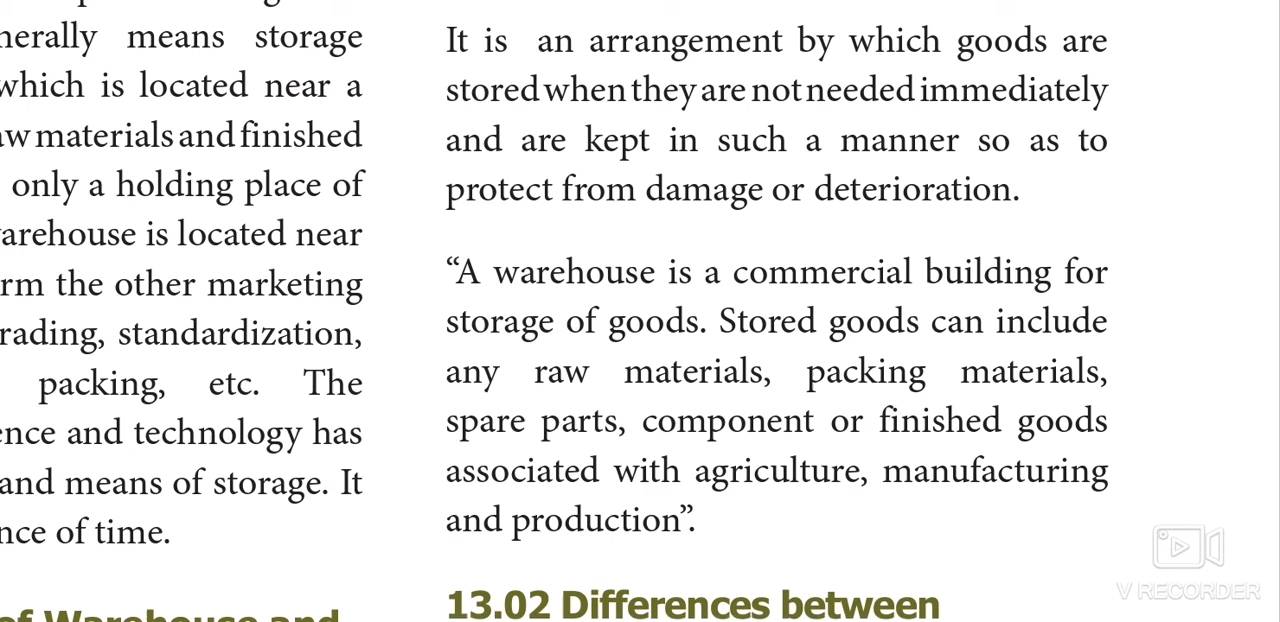 nerally means storage
which is located near a
aw materials and finished
only a holding place of
warehouse is located near
rm the other marketing
rading, standardization,
packing, etc. The
ence and technology has
and means of storage. It
nce of time.
of Warehouse and
It is an arrangement by which goods are
stored when they are not needed immediately
and are kept in such a manner so as to
protect from damage or deterioration.
“A warehouse is a commercial building for
storage of goods. Stored goods can include
any raw materials, packing materials,
spare parts, component or finished goods
associated with agriculture, manufacturing
and production”.
13.02 Differences between
V RECORDER